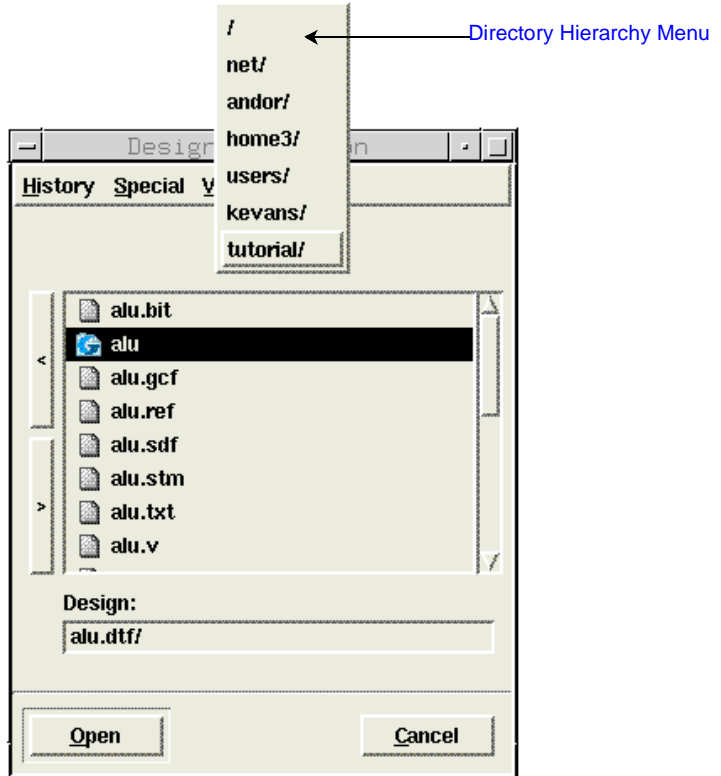 /
Directory Hierarchy Menu
net/
andor/
home3/
users/
kevans/
tutorial/
History Special
<
>
alu.bit
alu
alu.gcf
alu.ref
alu.sdf
alu.stm
alu.txt
alu.v
Design:
alu.dtf/
Open
Cancel